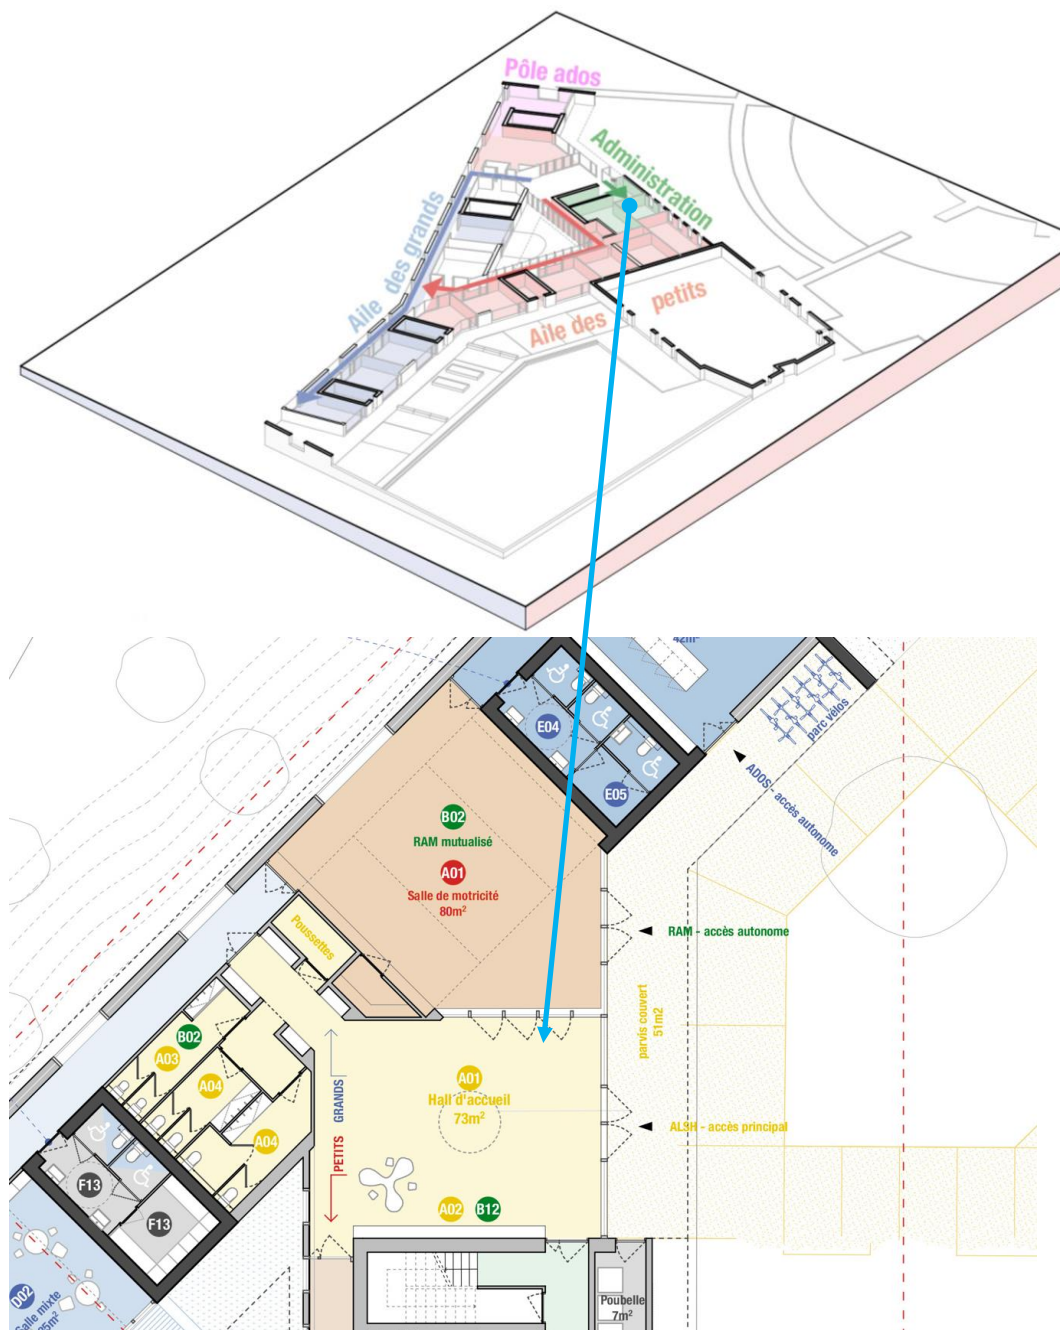 Pôle ados
Administration
Aile des grands
Aile des petits
42m²
parc vélos
E04
E05
ADOS - accès autonome
B02
RAM mutualisé
A01
Salle de motricité
80m²
Poussettes
RAM - accès autonome
parvis couvert
51m2
B02
A03
A04
A04
GRANDS
PETITS
A01
Hall d'accueil
73m²
ALSH - accès principal
F13
F13
A02
B12
D02
Salle mixte
Poubelle
7m²